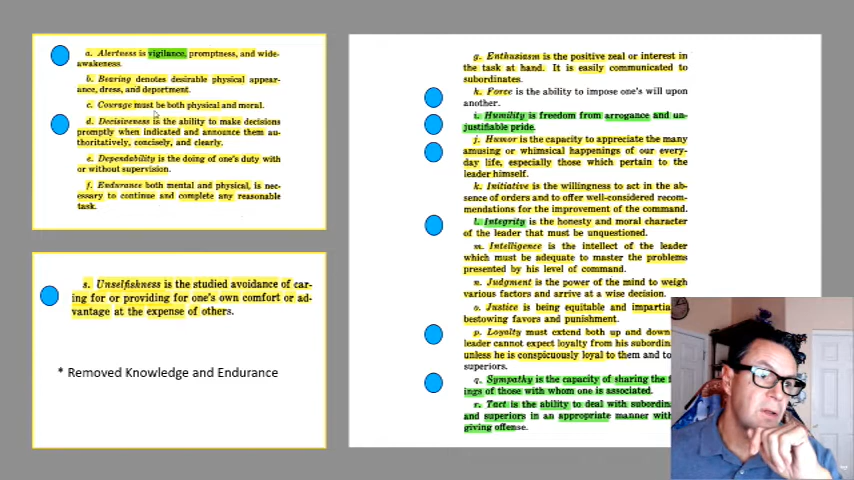 a. Alertness is vigilance, promptness, and wide-
awakeness.
b. Bearing denotes desirable physical appear-
ance, dress, and deportment.
c. Courage must be both physical and moral.
d. Decisiveness is the ability to make decisions
promptly when indicated and announce them au-
thoritatively, concisely, and clearly.
e. Dependability is the doing of one's duty with
or without supervision.
f. Endurance both mental and physical, is nec-
essary to continue and complete any reasonable
task.
s. Unselfishness is the studied avoidance of car-
ing for or providing for one's own comfort or ad-
vantage at the expense of others.
* Removed Knowledge and Endurance
g. Enthusiasm is the positive zeal or interest in
the task at hand. It is easily communicated to
subordinates.
h. Force is the ability to impose one's will upon
another.
i. Humility is freedom from arrogance and un-
justifiable pride.
j. Humor is the capacity to appreciate the many
amusing or whimsical happenings of our every-
day life, especially those which pertain to the
leader himself.
k. Initiative is the willingness to act in the ab-
sence of orders and to offer well-considered recom-
mendations for the improvement of the command.
l. Integrity is the honesty and moral character
of the leader that must be unquestioned.
m. Intelligence is the intellect of the leader
which must be adequate to master the problems
presented by his level of command.
n. Judgment is the power of the mind to weigh
various factors and arrive at a wise decision.
o. Justice is being equitable and impartia
bestowing favors and punishment.
p. Loyalty must extend both up and down
leader cannot expect loyalty from his subordin
unless he is conspicuously loyal to them and to
superiors.
q. Sympathy is the capacity of sharing the f
ings of those with whom one is associated.
r. Tact is the ability to deal with subordin
and superiors in an appropriate manner with
giving offense.